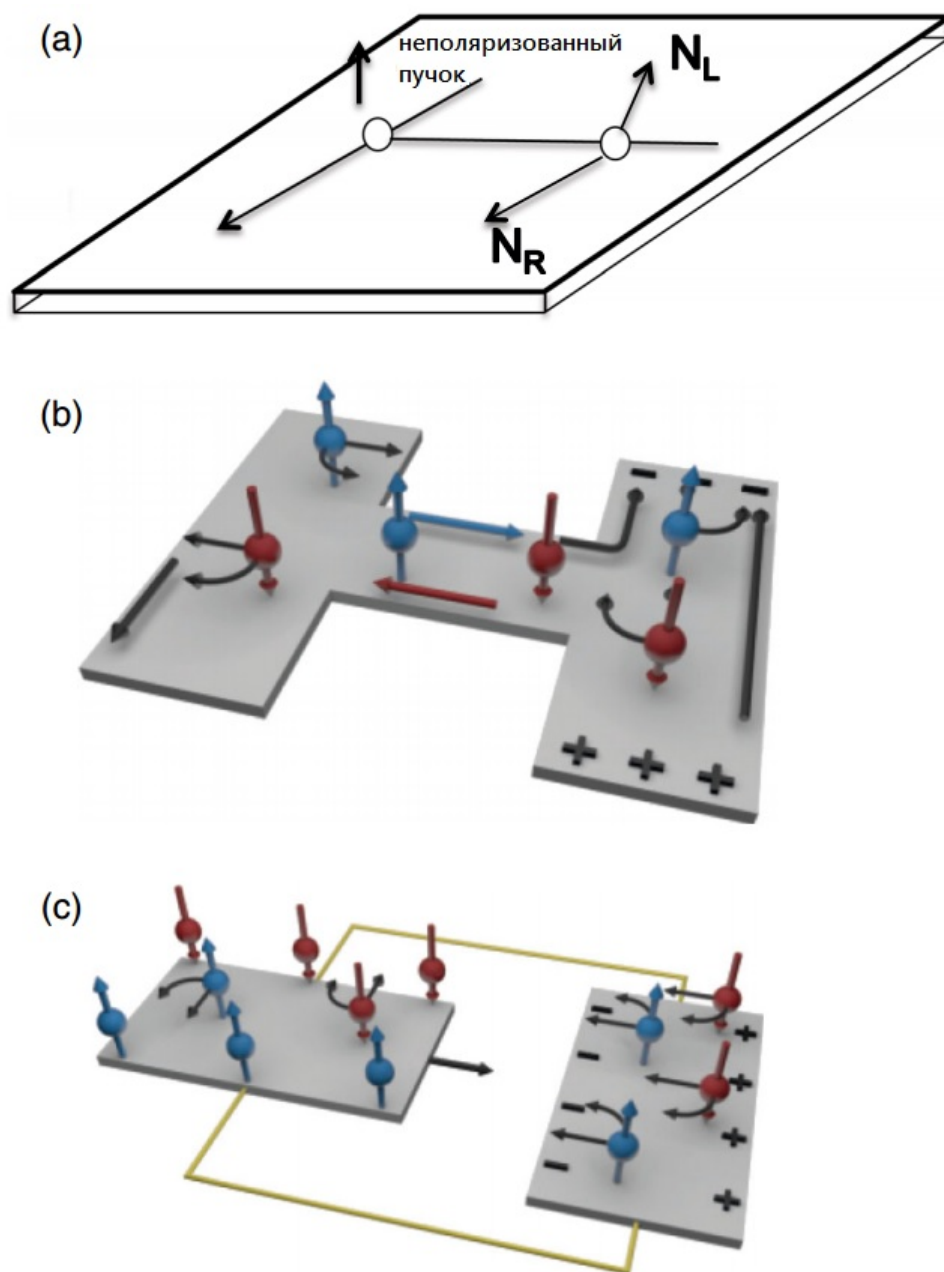 (a)
неполяризованный
пучок
N_L
N_R
(b)
- - -
+ + +
(c)
- +
- +
- +
- +